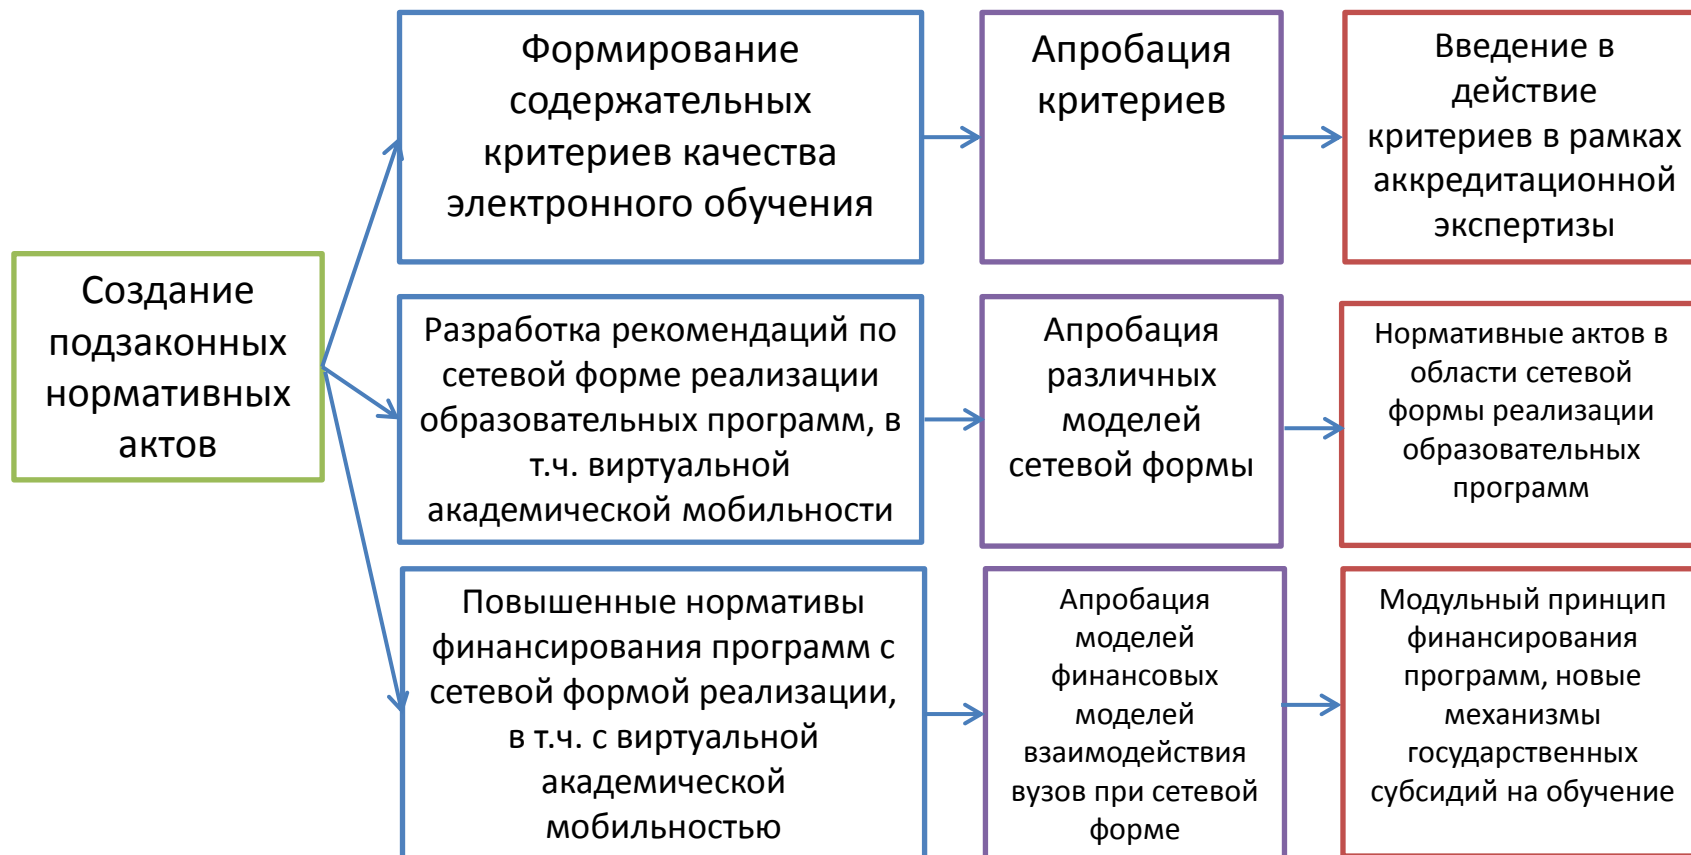 Создание
подзаконных
нормативных
актов
Формирование
содержательных
критериев качества
электронного обучения
Апробация
критериев
Введение в
действие
критериев в рамках
аккредитационной
экспертизы
Разработка рекомендаций по
сетевой форме реализации
образовательных программ, в
т.ч. виртуальной
академической мобильности
Апробация
различных
моделей
сетевой формы
Нормативные актов в
области сетевой
формы реализации
образовательных
программ
Повышенные нормативы
финансирования программ с
сетевой формой реализации,
в т.ч. с виртуальной
академической
мобильностью
Апробация
моделей
финансовых
моделей
взаимодействия
вузов при сетевой
форме
Модульный принцип
финансирования
программ, новые
механизмы
государственных
субсидий на обучение